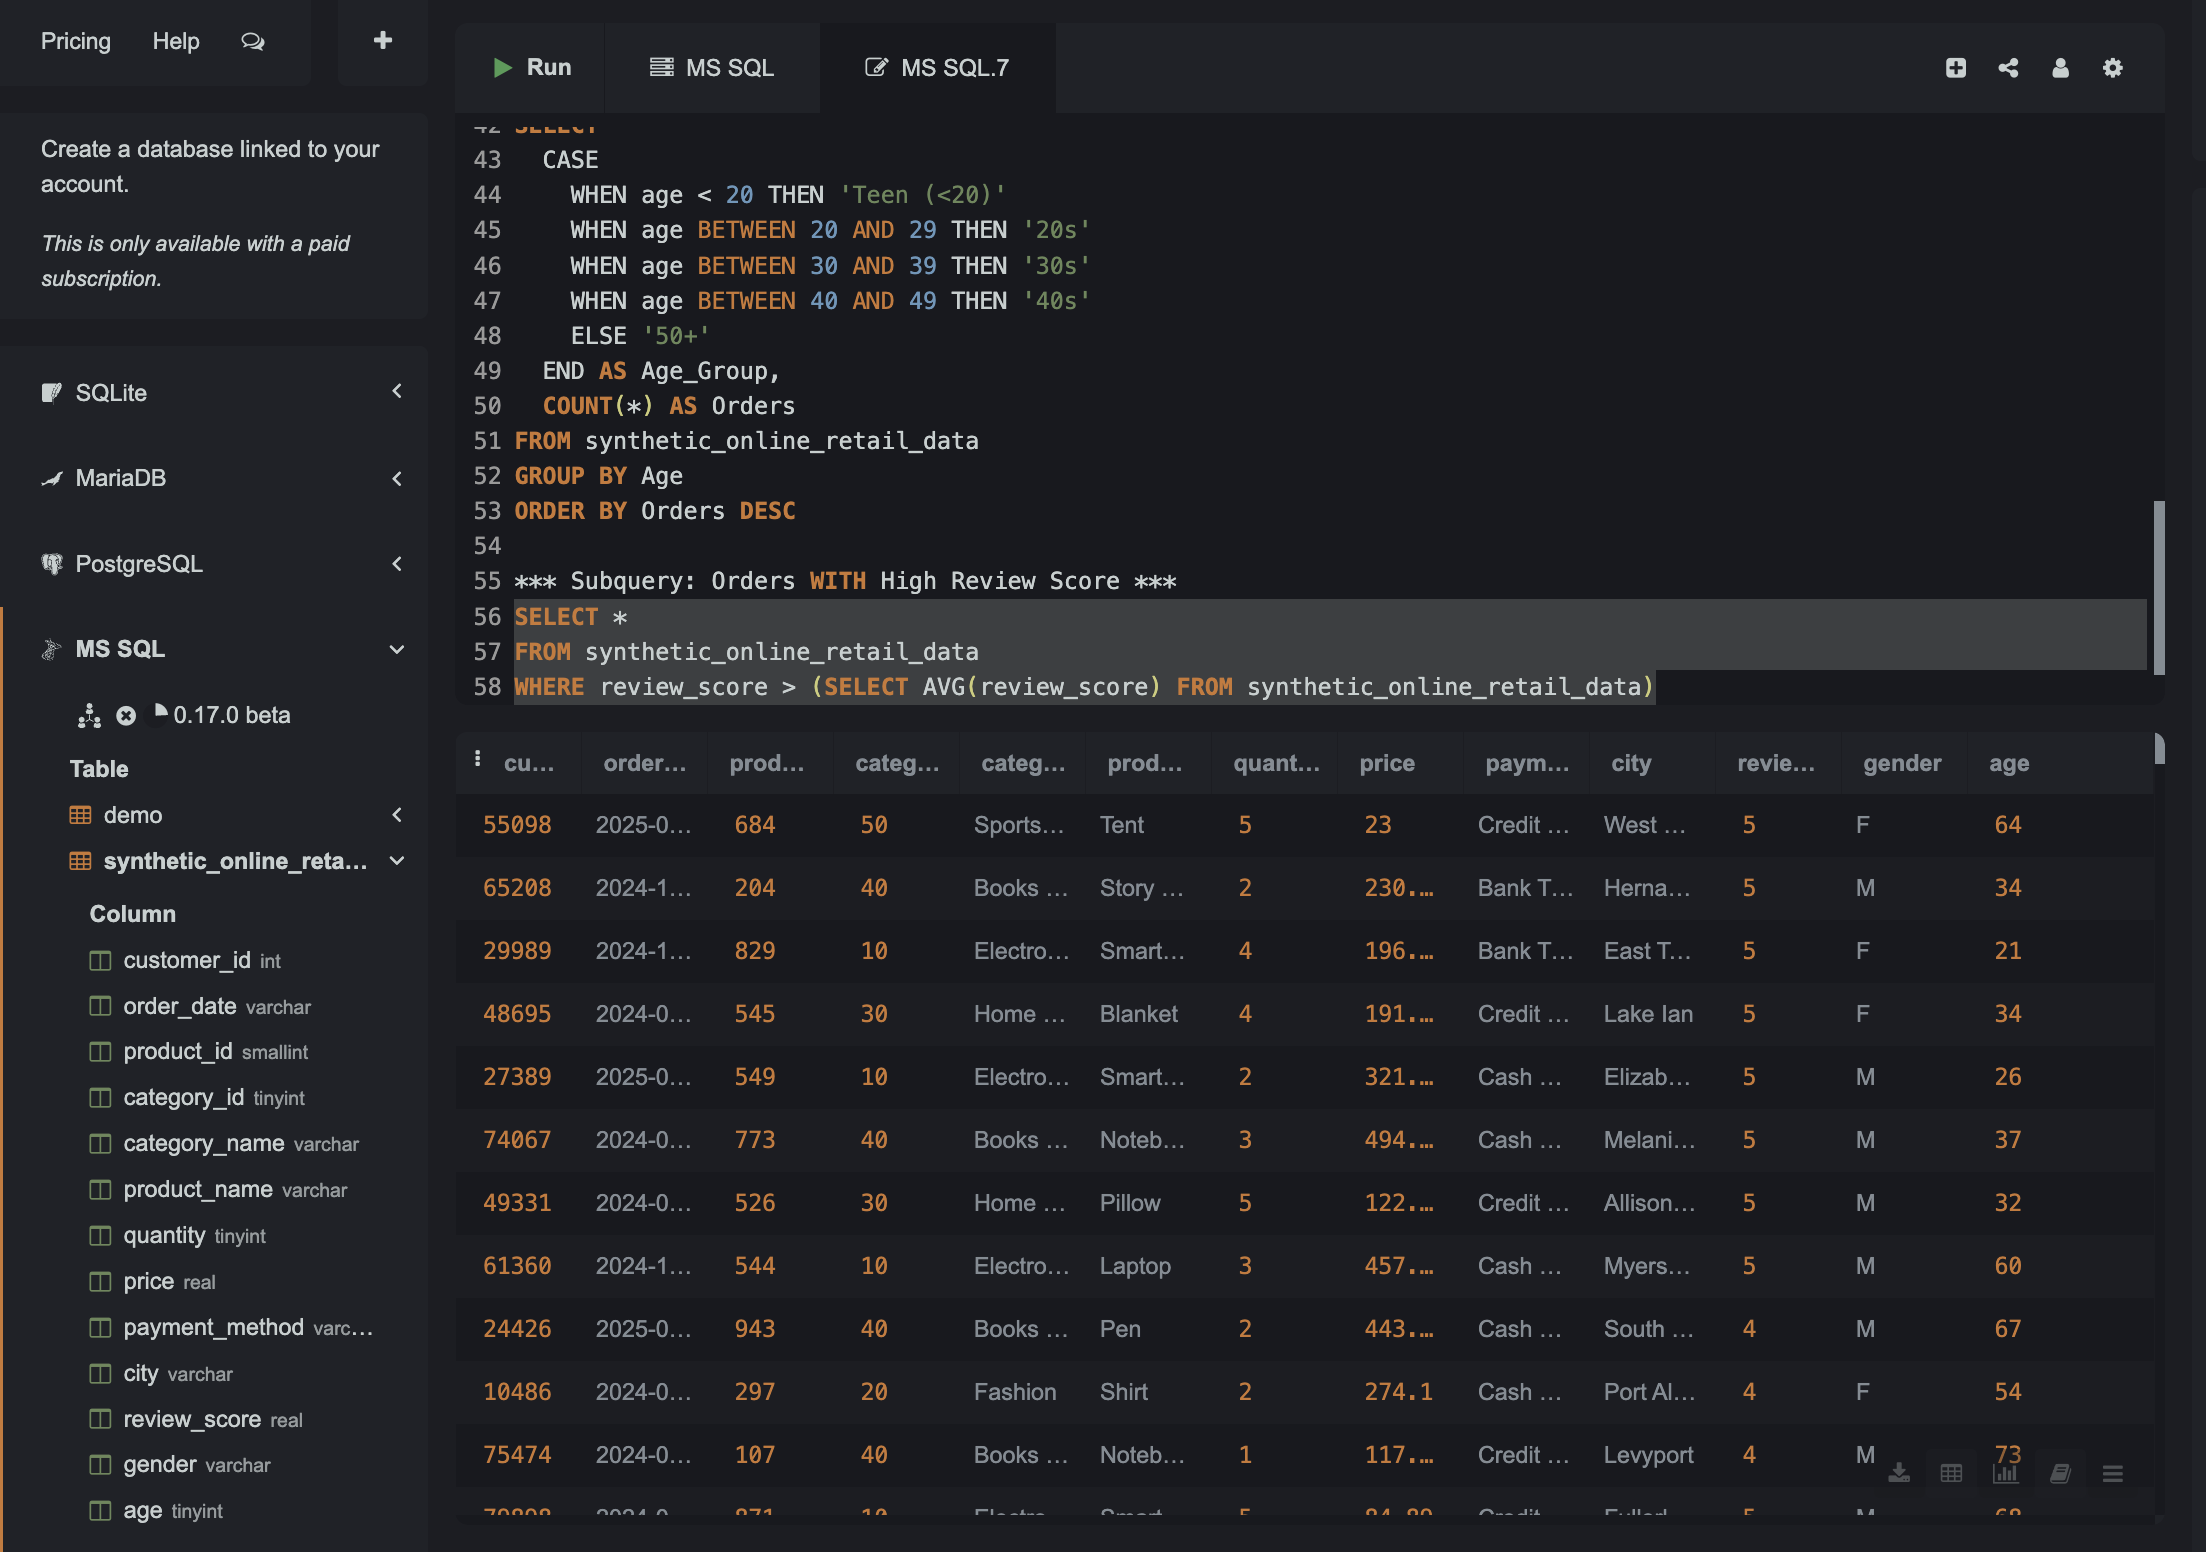 Pricing Help
Run MS SQL MS SQL.7
Create a database linked to your
account.
This is only available with a paid
subscription.
SQLite
MariaDB
PostgreSQL
MS SQL
0.17.0 beta
Table
demo
synthetic_online_reta...
Column
customer_id int
order_date varchar
product_id smallint
category_id tinyint
category_name varchar
product_name varchar
quantity tinyint
price real
payment_method varc...
city varchar
review_score real
gender varchar
age tinyint
42 SELECT
43 CASE
44 WHEN age < 20 THEN 'Teen (<20)'
45 WHEN age BETWEEN 20 AND 29 THEN '20s'
46 WHEN age BETWEEN 30 AND 39 THEN '30s'
47 WHEN age BETWEEN 40 AND 49 THEN '40s'
48 ELSE '50+'
49 END AS Age_Group,
50 COUNT(*) AS Orders
51 FROM synthetic_online_retail_data
52 GROUP BY Age
53 ORDER BY Orders DESC
54
55 *** Subquery: Orders WITH High Review Score ***
56 SELECT *
57 FROM synthetic_online_retail_data
58 WHERE review_score > (SELECT AVG(review_score) FROM synthetic_online_retail_data)
cu... order... prod... categ... categ... prod... quant... price paym... city revie... gender age
55098 2025-0... 684 50 Sports... Tent 5 23 Credit ... West ... 5 F 64
65208 2024-1... 204 40 Books ... Story ... 2 230.... Bank T... Herna... 5 M 34
29989 2024-1... 829 10 Electro... Smart... 4 196.... Bank T... East T... 5 F 21
48695 2024-0... 545 30 Home ... Blanket 4 191.... Credit ... Lake Ian 5 F 34
27389 2025-0... 549 10 Electro... Smart... 2 321.... Cash ... Elizab... 5 M 26
74067 2024-0... 773 40 Books ... Noteb... 3 494.... Cash ... Melani... 5 M 37
49331 2024-0... 526 30 Home ... Pillow 5 122.... Credit ... Allison... 5 M 32
61360 2024-1... 544 10 Electro... Laptop 3 457.... Cash ... Myers... 5 M 60
24426 2025-0... 943 40 Books ... Pen 2 443.... Cash ... South ... 4 M 67
10486 2024-0... 297 20 Fashion Shirt 2 274.1 Cash ... Port Al... 4 F 54
75474 2024-0... 107 40 Books ... Noteb... 1 117.... Credit ... Levyport 4 M 73